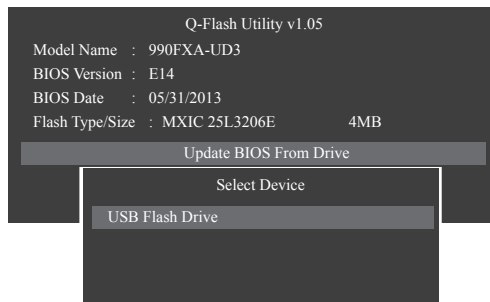 Q-Flash Utility v1.05
Model Name : 990FXA-UD3
BIOS Version : E14
BIOS Date : 05/31/2013
Flash Type/Size : MXIC 25L3206E 4MB
Update BIOS From Drive
Select Device
USB Flash Drive